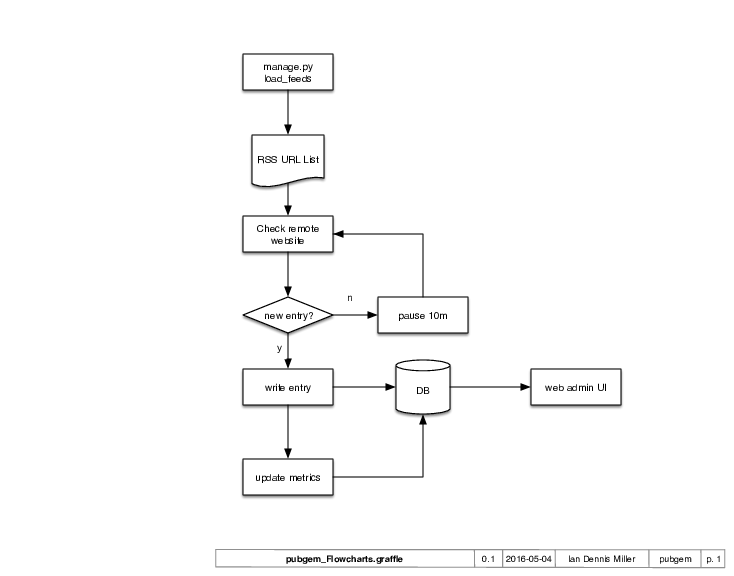 manage.py
load_feeds
RSS URL List
Check remote
website
new entry?
n
pause 10m
y
write entry
DB
web admin UI
update metrics
pubgem_Flowcharts.graffle 0.1 2016-05-04 Ian Dennis Miller pubgem p. 1